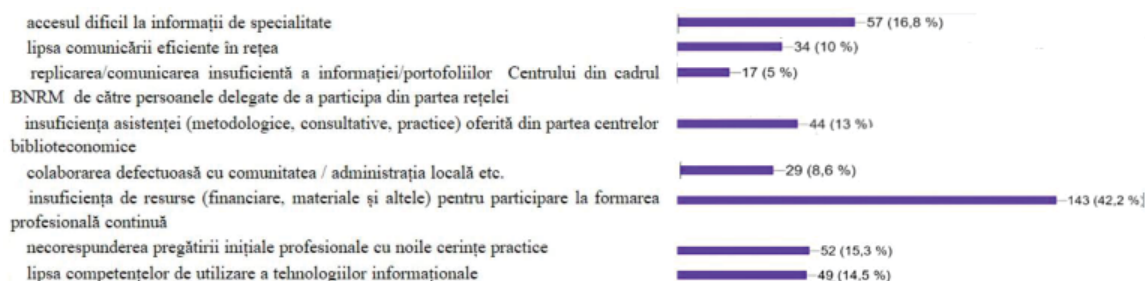 accesul dificil la informații de specialitate
57 (16,8 %)
lipsa comunicării eficiente în rețea
34 (10 %)
replicarea/comunicarea insuficientă a informației/portofoliilor Centrului din cadrul
BNRM de către persoanele delegate de a participa din partea rețelei
17 (5 %)
insuficiența asistenței (metodologice, consultative, practice) oferită din partea centrelor
biblioteconomice
44 (13 %)
colaborarea defectuoasă cu comunitatea / administrația locală etc.
29 (8,6 %)
insuficiența de resurse (financiare, materiale și altele) pentru participare la formarea
profesională continuă
143 (42,2 %)
necorespunderea pregătirii inițiale profesionale cu noile cerințe practice
52 (15,3 %)
lipsa competențelor de utilizare a tehnologiilor informaționale
49 (14,5 %)